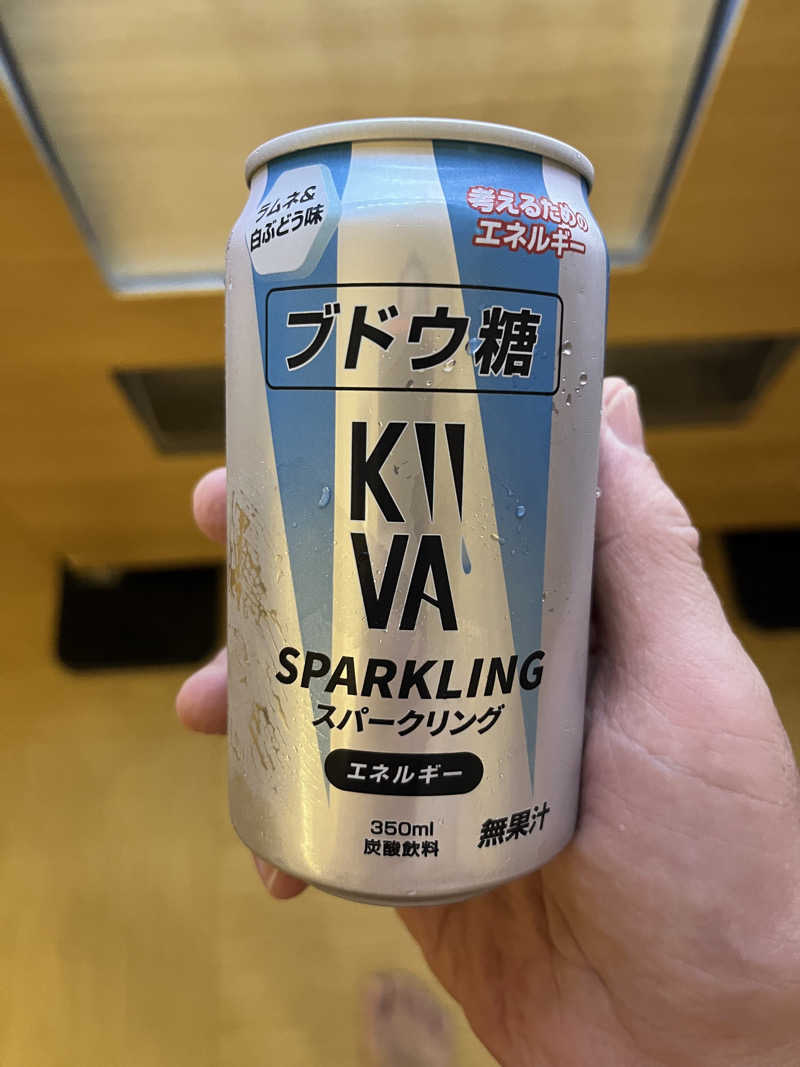 ラムネ&
白ぶどう味
考えるための
エネルギー
ブドウ糖
KII
VA
SPARKLING
スパークリング
エネルギー
350ml
炭酸飲料
無果汁